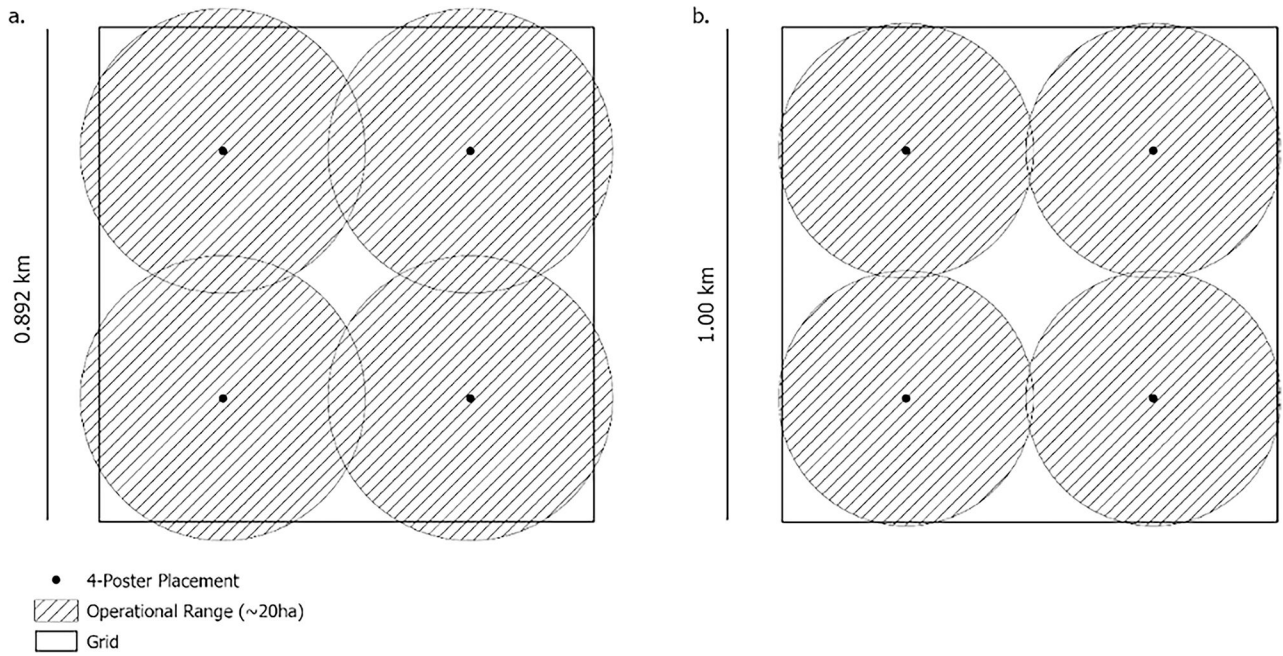 a.
b.
0.892 km
1.00 km
4-Poster Placement
Operational Range (~20ha)
Grid